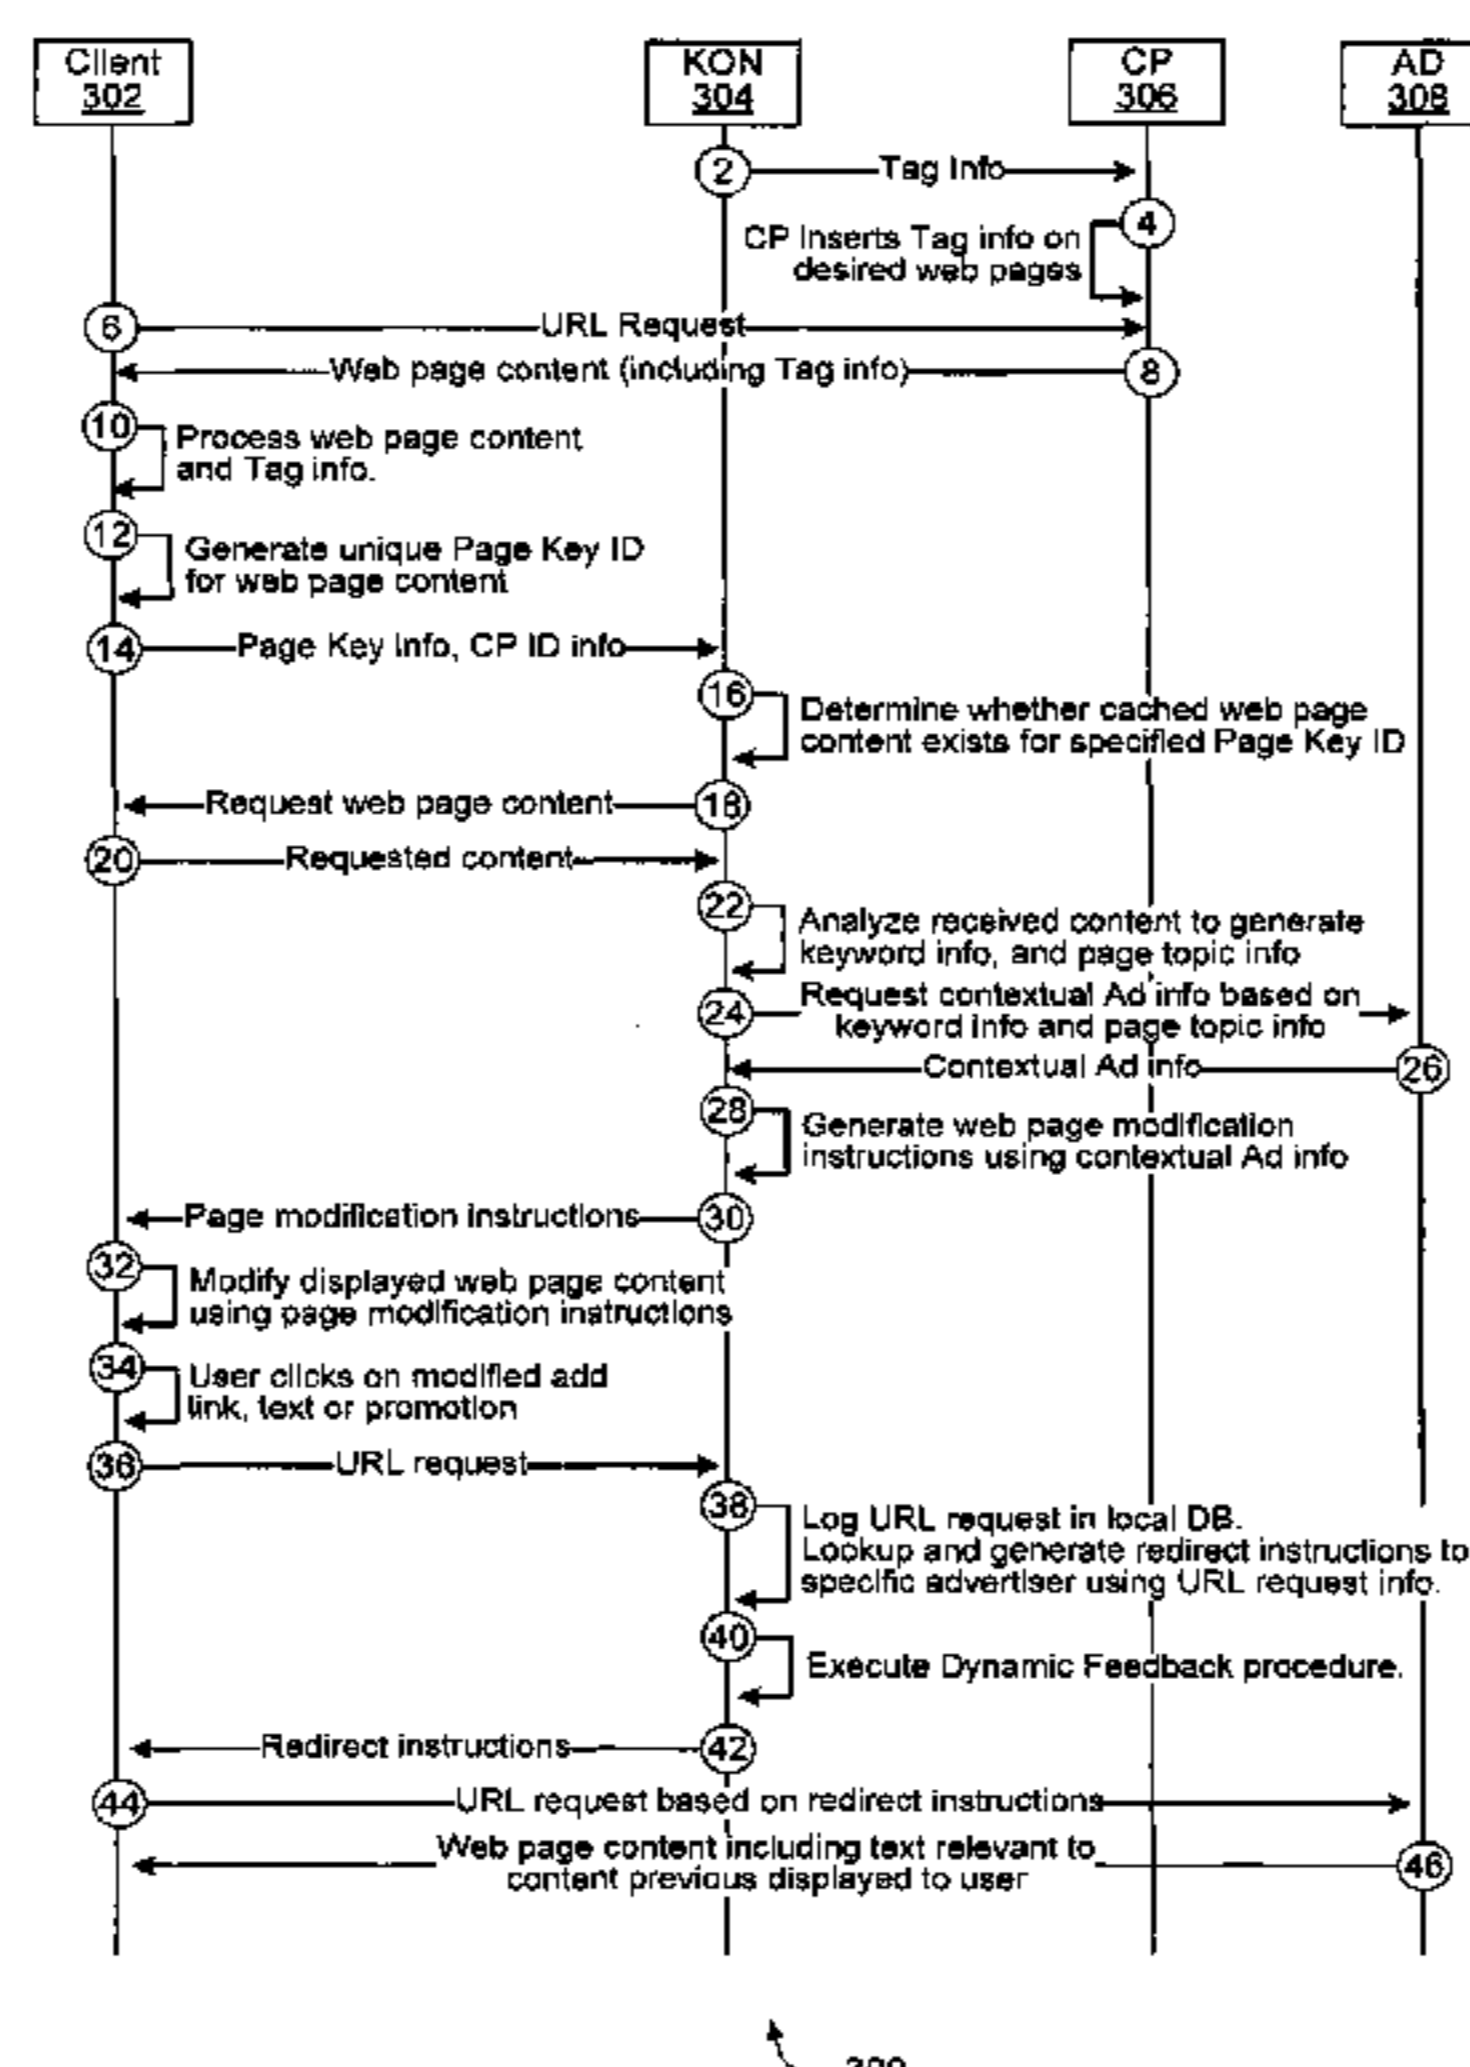 Client
302
KON
304
CP
306
AD
308
2
Tag Info
4
CP Inserts Tag info on
desired web pages
6
URL Request
Web page content (including Tag info)
8
10
Process web page content
and Tag info.
12
Generate unique Page Key ID
for web page content
14
Page Key Info, CP ID info
16
Determine whether cached web page
content exists for specified Page Key ID
Request web page content
18
20
Requested content
22
Analyze received content to generate
keyword info, and page topic info
24
Request contextual Ad info based on
keyword info and page topic info
Contextual Ad info
26
28
Generate web page modification
instructions using contextual Ad info
Page modification instructions
30
32
Modify displayed web page content
using page modification instructions
34
User clicks on modified add
link, text or promotion
36
URL request
38
Log URL request in local DB.
Lookup and generate redirect instructions to
specific advertiser using URL request info.
40
Execute Dynamic Feedback procedure.
Redirect instructions
42
44
URL request based on redirect instructions
Web page content including text relevant to
content previous displayed to user
46